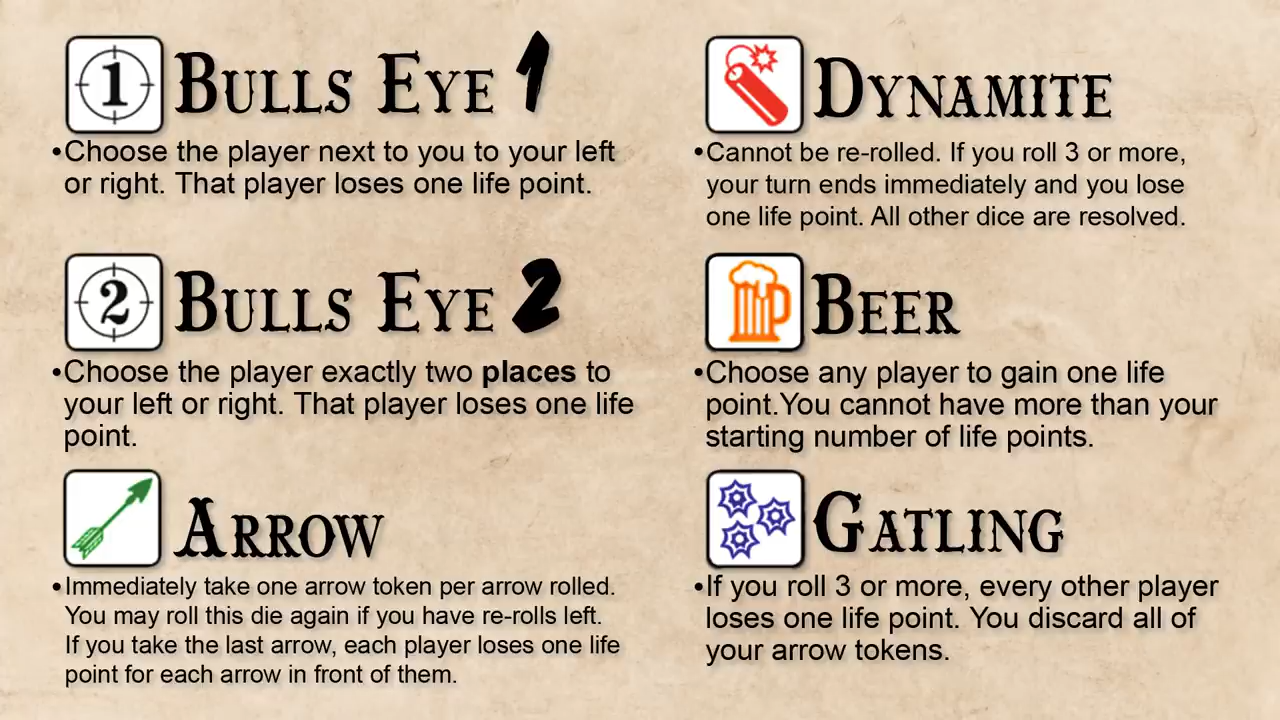 1 BULLS EYE 1
•Choose the player next to you to your left
or right. That player loses one life point.
2 BULLS EYE 2
•Choose the player exactly two places to
your left or right. That player loses one life
point.
ARROW
•Immediately take one arrow token per arrow rolled.
You may roll this die again if you have re-rolls left.
If you take the last arrow, each player loses one life
point for each arrow in front of them.
DYNAMITE
•Cannot be re-rolled. If you roll 3 or more,
your turn ends immediately and you lose
one life point. All other dice are resolved.
BEER
•Choose any player to gain one life
point.You cannot have more than your
starting number of life points.
GATLING
•If you roll 3 or more, every other player
loses one life point. You discard all of
your arrow tokens.